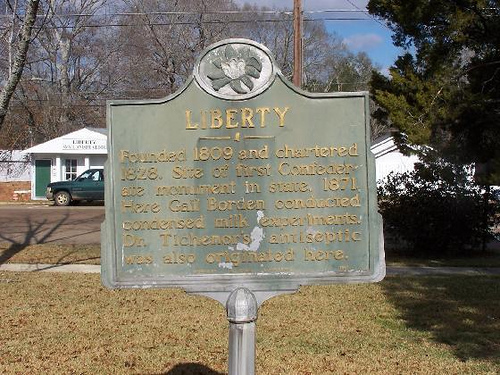 LIBERTY
LIBERTY
Founded 1809 and chartered
1828. Site of first Confeder-
ate monument in state, 1871.
Here Gail Borden conducted
condensed milk experiments.
Dr. Tichenor's antiseptic
was also originated here.